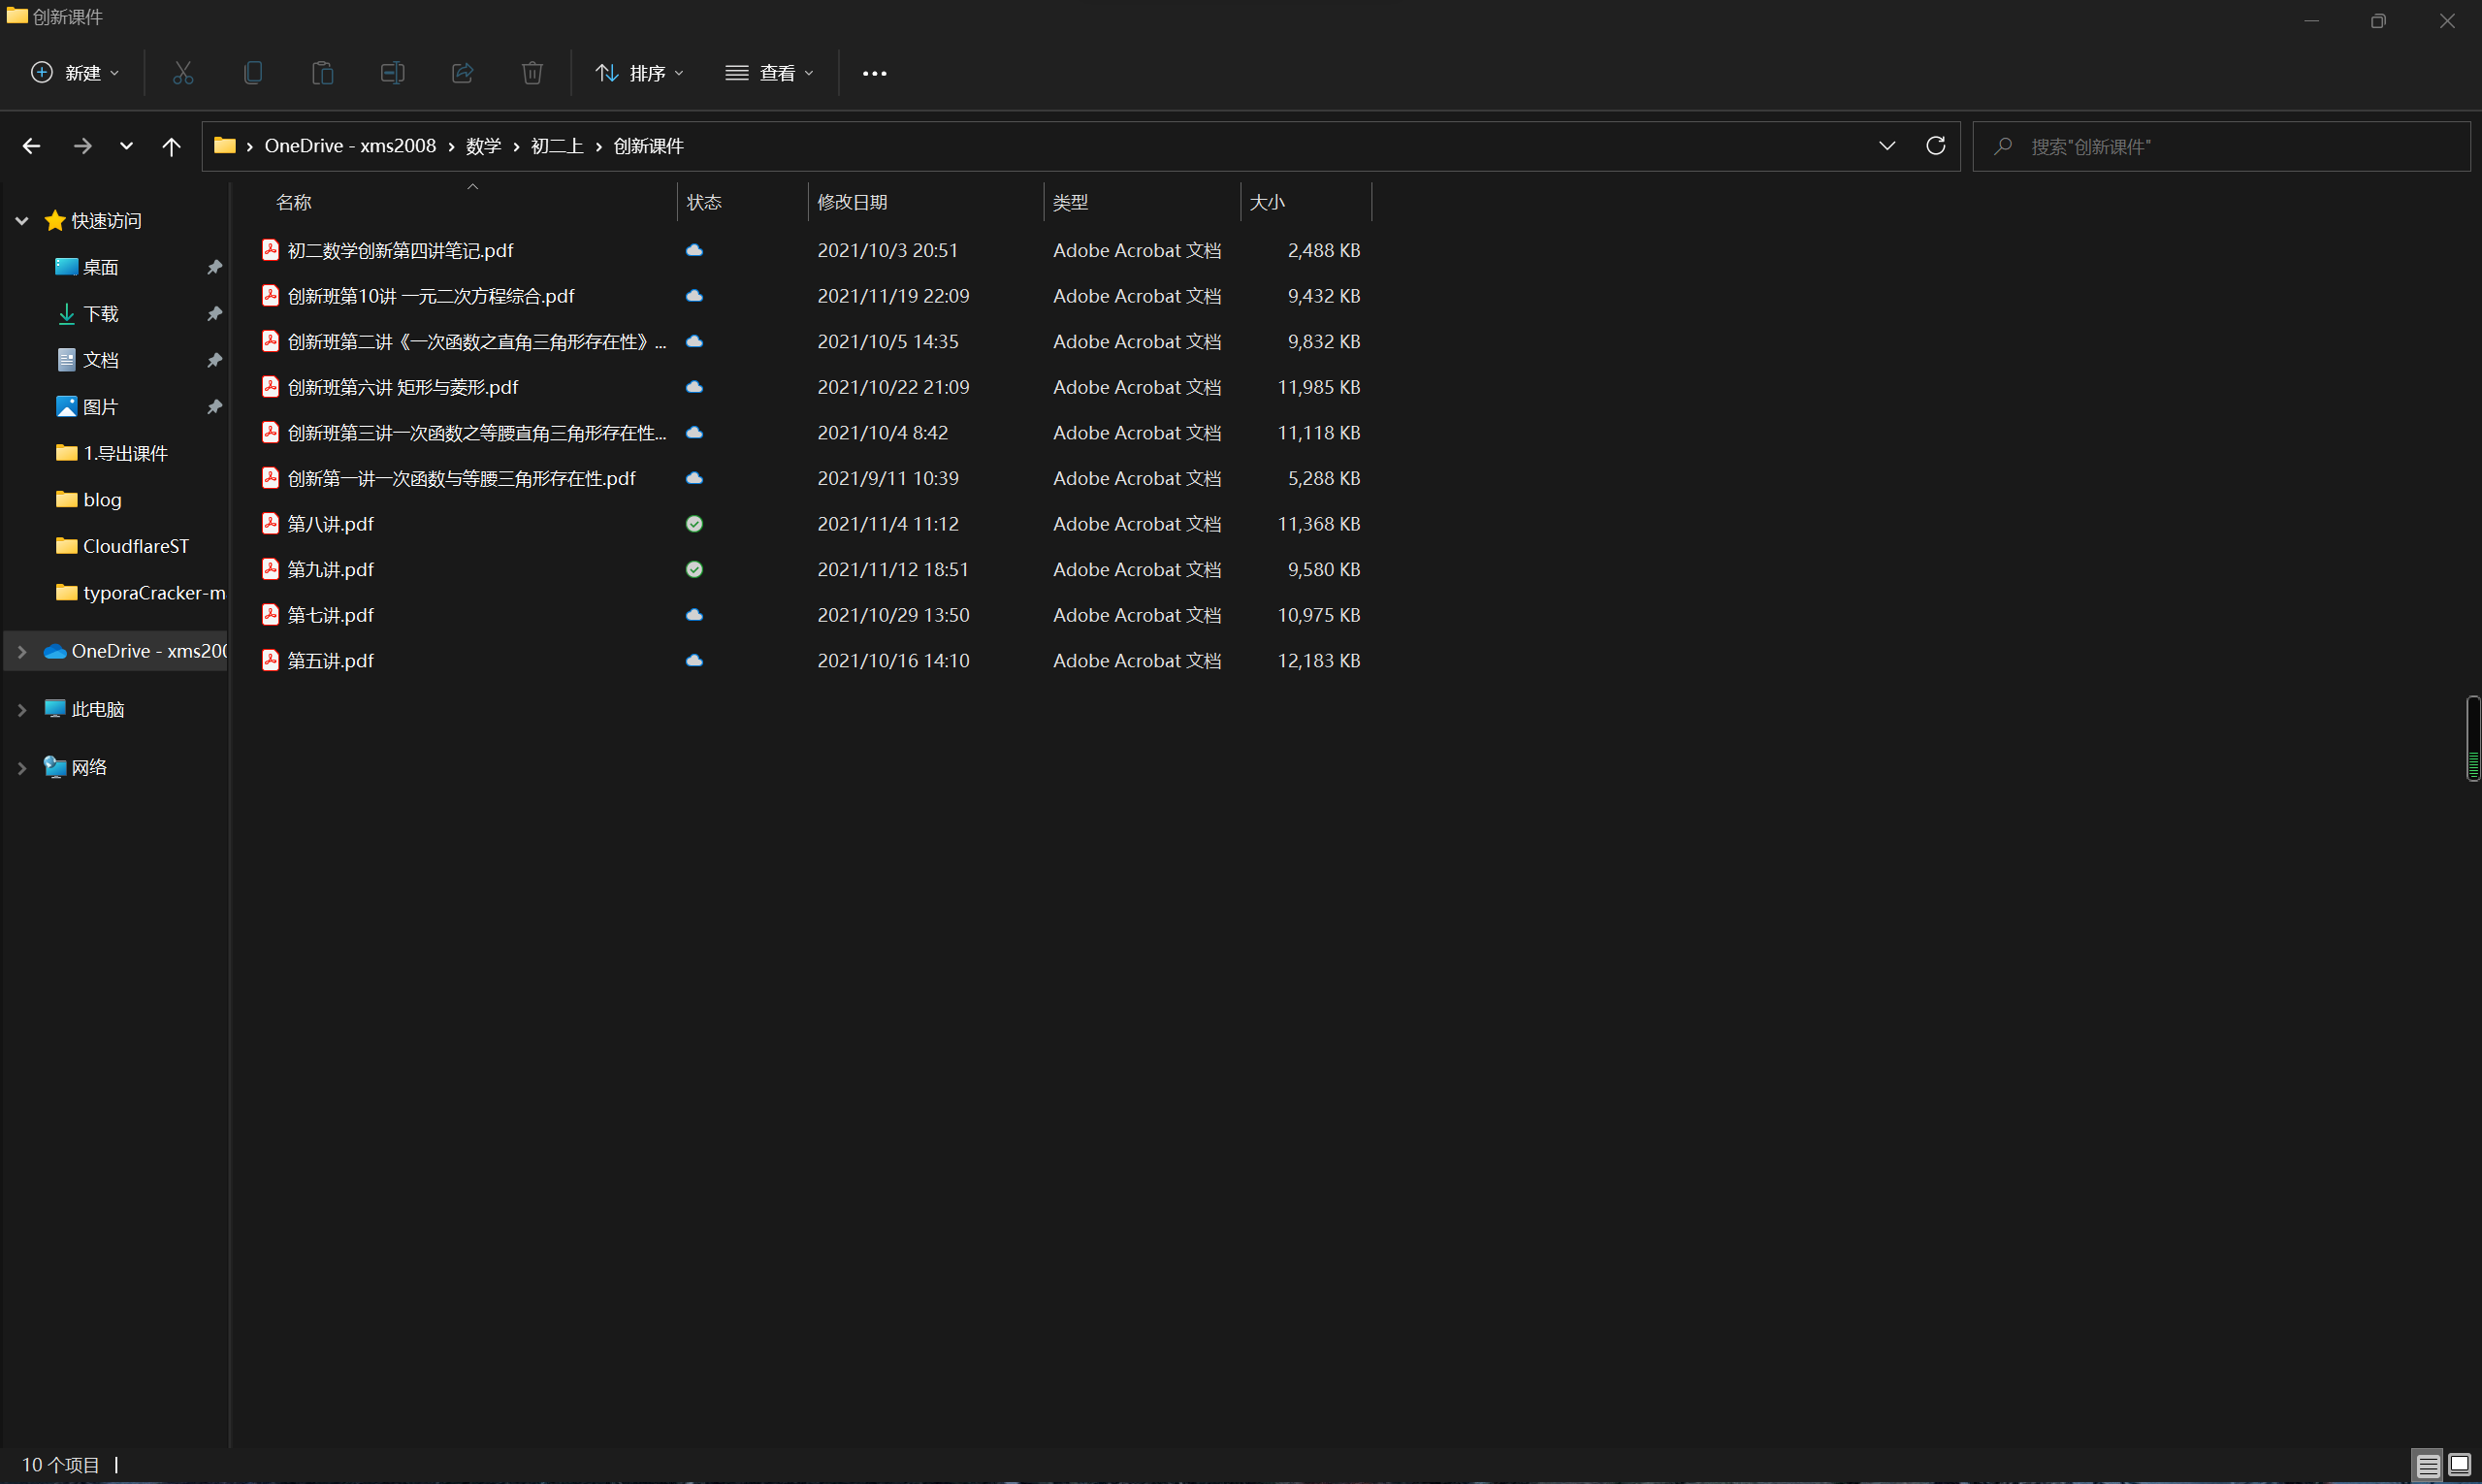 创新课件
新建
排序
查看
OneDrive - xms2008 › 数学 › 初二上 › 创新课件
搜索"创新课件"
名称 状态 修改日期 类型 大小
快速访问
桌面
下载
文档
图片
1.导出课件
blog
CloudflareST
typoraCracker-m
OneDrive - xms200
此电脑
网络
初二数学创新第四讲笔记.pdf 2021/10/3 20:51 Adobe Acrobat 文档 2,488 KB
创新班第10讲 一元二次方程综合.pdf 2021/11/19 22:09 Adobe Acrobat 文档 9,432 KB
创新班第二讲《一次函数之直角三角形存在性》... 2021/10/5 14:35 Adobe Acrobat 文档 9,832 KB
创新班第六讲 矩形与菱形.pdf 2021/10/22 21:09 Adobe Acrobat 文档 11,985 KB
创新班第三讲一次函数之等腰直角三角形存在性... 2021/10/4 8:42 Adobe Acrobat 文档 11,118 KB
创新第一讲一次函数与等腰三角形存在性.pdf 2021/9/11 10:39 Adobe Acrobat 文档 5,288 KB
第八讲.pdf 2021/11/4 11:12 Adobe Acrobat 文档 11,368 KB
第九讲.pdf 2021/11/12 18:51 Adobe Acrobat 文档 9,580 KB
第七讲.pdf 2021/10/29 13:50 Adobe Acrobat 文档 10,975 KB
第五讲.pdf 2021/10/16 14:10 Adobe Acrobat 文档 12,183 KB
10 个项目